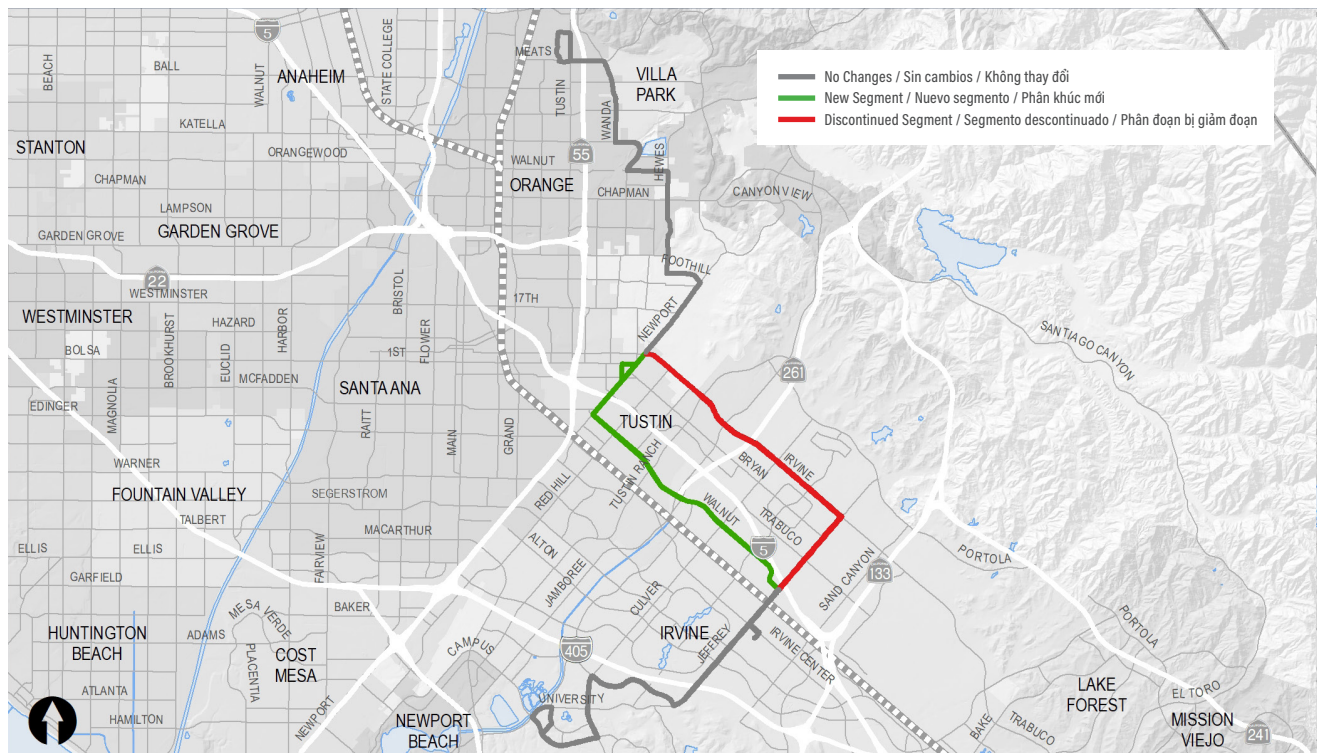 No Changes / Sin cambios / Không thay đổi
New Segment / Nuevo segmento / Phân khúc mới
Discontinued Segment / Segmento descontinuado / Phân đoạn bị giảm đoạn
5
MEATS
BEACH
BALL
WALNUT
ANAHEIM
STATE COLLEGE
TUSTIN
VILLA
PARK
WANDA
KATELLA
STANTON
ORANGEWOOD
WALNUT
55
HEWES
CHAPMAN
ORANGE
CHAPMAN
CANYON VIEW
LAMPSON
GARDEN GROVE
GARDEN GROVE
FOOTHILL
22
WESTMINSTER
BRISTOL
17TH
NEWPORT
WESTMINSTER
HAZARD
HARBOR
FLOWER
SANTIAGO CANYON
BOLSA
BROOKHURST
EUCLID
1ST
261
MCFADDEN
SANTA ANA
EDINGER
MAGNOLIA
RAITT
MAIN
GRAND
TUSTIN
WARNER
TUSTIN RANCH
BRYAN
IRVINE
FOUNTAIN VALLEY
SEGERSTROM
RED HILL
WALNUT
TRABUCO
TALBERT
MACARTHUR
ELLIS
ELLIS
FAIRVIEW
ALTON
5
PORTOLA
GARFIELD
JAMBOREE
SAND CANYON
133
BAKER
CULVER
MESA VERDE
HUNTINGTON
BEACH
ADAMS
PLACENTIA
COST
MESA
CAMPUS
405
IRVINE
JEFFREY
IRVINE CENTER
PORTOLA
ATLANTA
UNIVERSITY
LAKE
FOREST
EL TORO
HAMILTON
NEWPORT
NEWPORT
BEACH
BAKE
TRABUCO
MISSION
VIEJO
241